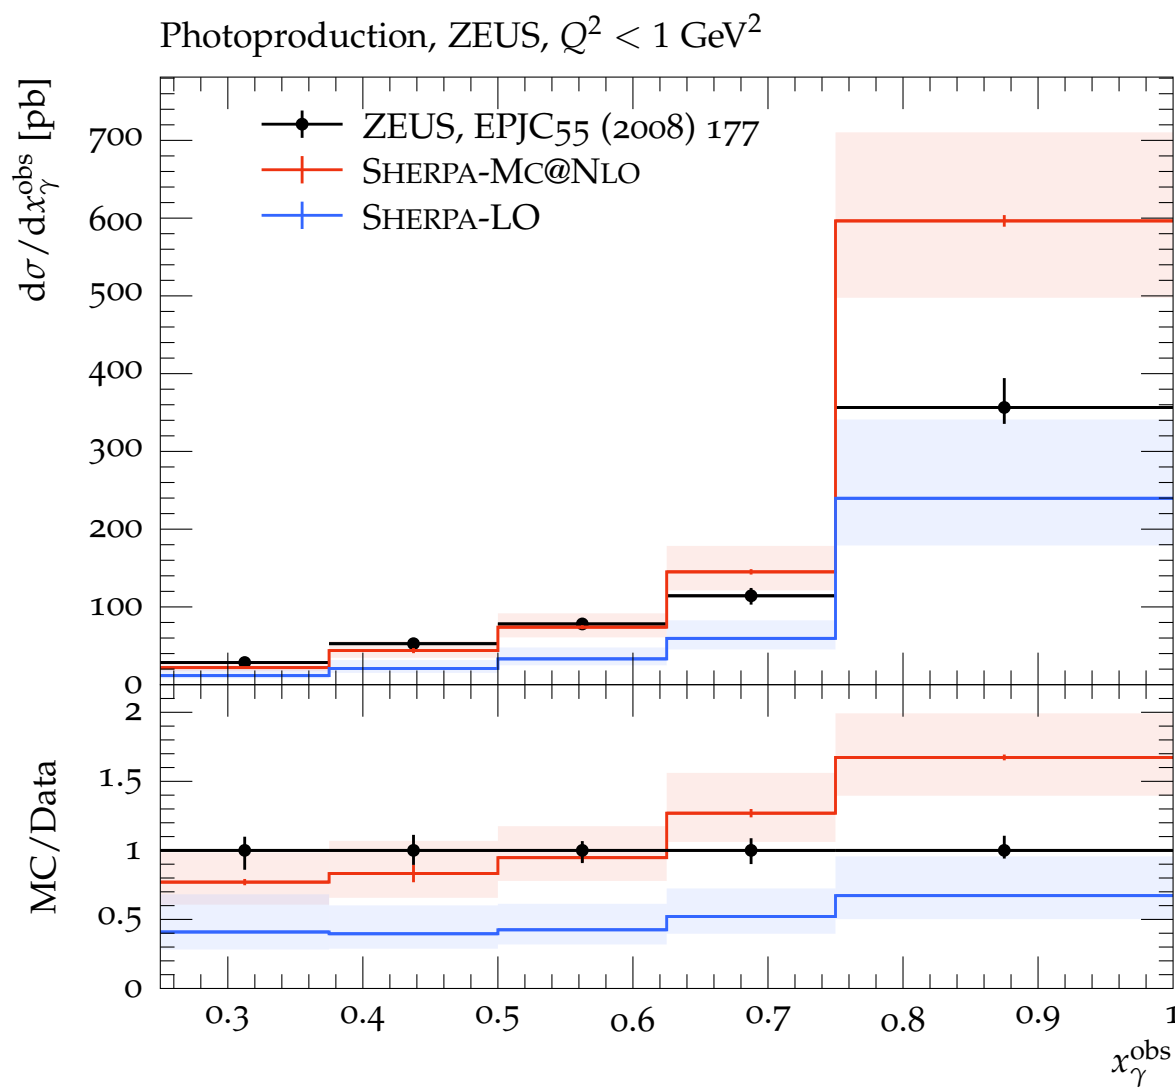 Photoproduction, ZEUS, Q² < 1 GeV²
dσ/dx_γ^obs [pb]
ZEUS, EPJC55 (2008) 177
SHERPA-MC@NLO
SHERPA-LO
700
600
500
400
300
200
100
0
MC/Data
2
1.5
1
0.5
0
0.3 0.4 0.5 0.6 0.7 0.8 0.9 1
x_γ^obs